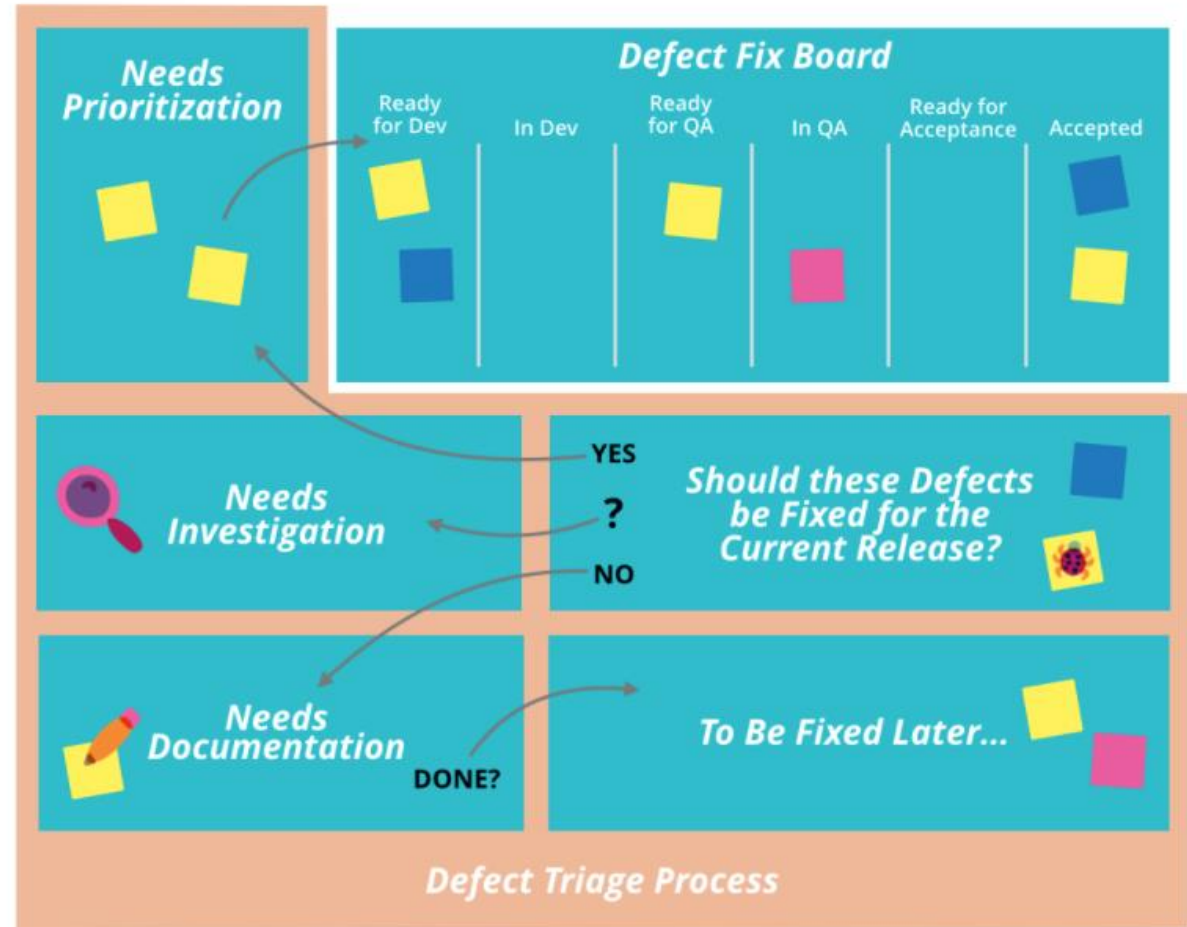 Needs
Prioritization
Defect Fix Board
Ready
for Dev
In Dev
Ready
for QA
In QA
Ready for
Acceptance
Accepted
Needs
Investigation
YES
?
NO
Should these Defects
be Fixed for the
Current Release?
Needs
Documentation
DONE?
To Be Fixed Later...
Defect Triage Process